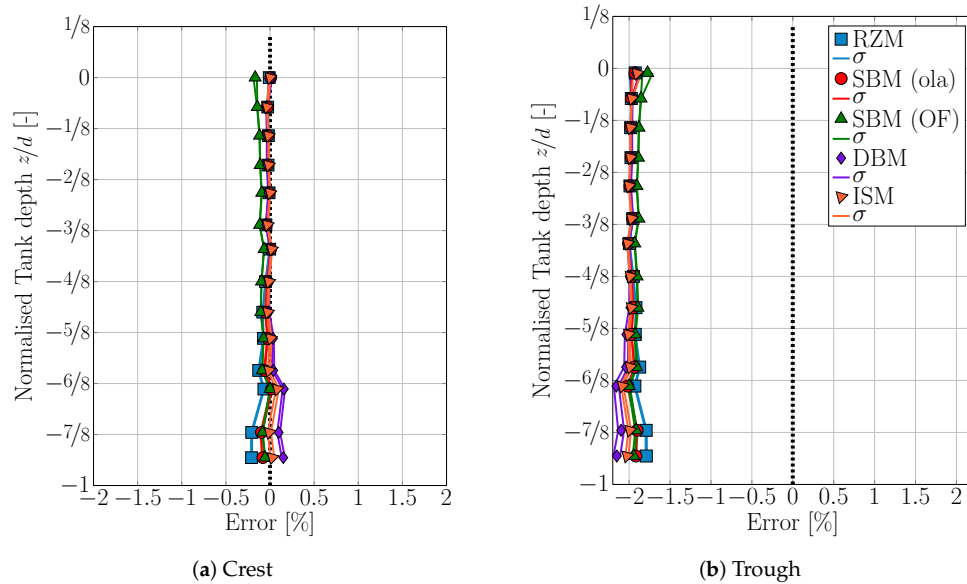 1/8
0
−1/8
−2/8
−3/8
−4/8
−5/8
−6/8
−7/8
−1
Normalised Tank depth z/d [-]
−2 −1.5 −1 −0.5 0 0.5 1 1.5 2
Error [%]
(a) Crest
1/8
0
−1/8
−2/8
−3/8
−4/8
−5/8
−6/8
−7/8
−1
Normalised Tank depth z/d [-]
−2 −1.5 −1 −0.5 0 0.5 1 1.5 2
Error [%]
RZM
σ
SBM (ola)
σ
SBM (OF)
σ
DBM
σ
ISM
σ
(b) Trough